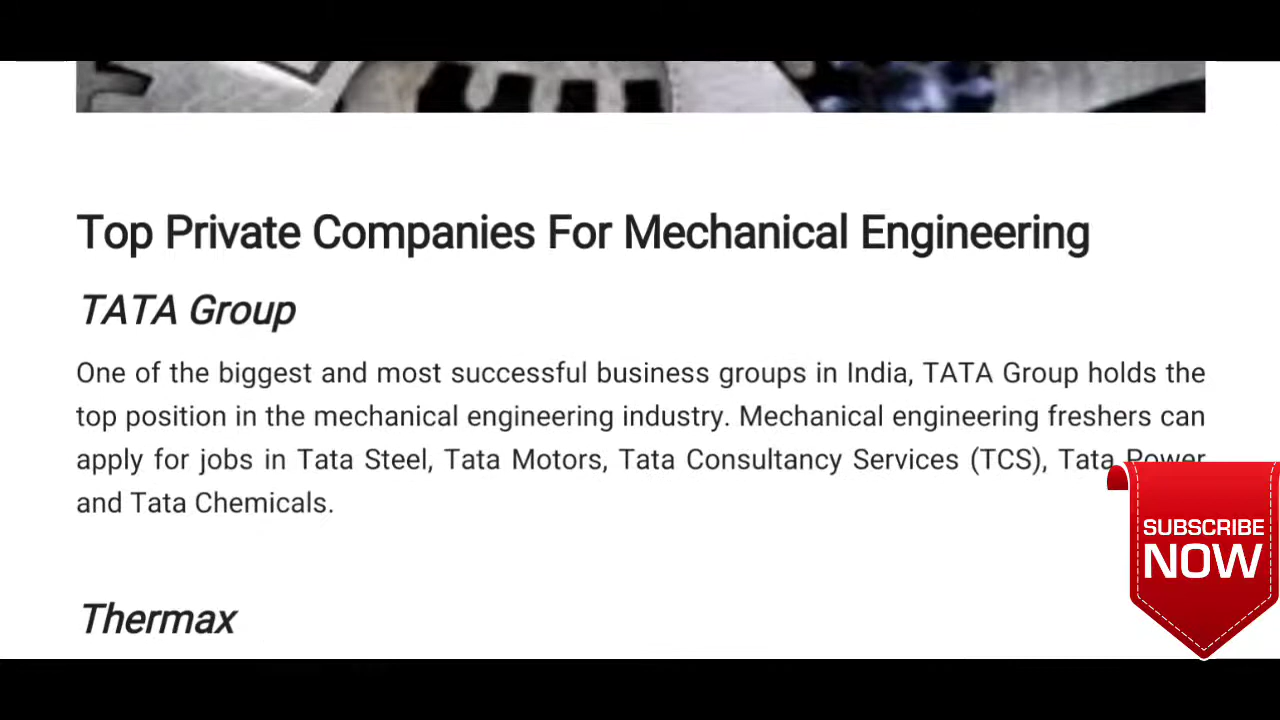 Top Private Companies For Mechanical Engineering
TATA Group
One of the biggest and most successful business groups in India, TATA Group holds the
top position in the mechanical engineering industry. Mechanical engineering freshers can
apply for jobs in Tata Steel, Tata Motors, Tata Consultancy Services (TCS), Tata Power
and Tata Chemicals.
SUBSCRIBE
NOW
Thermax